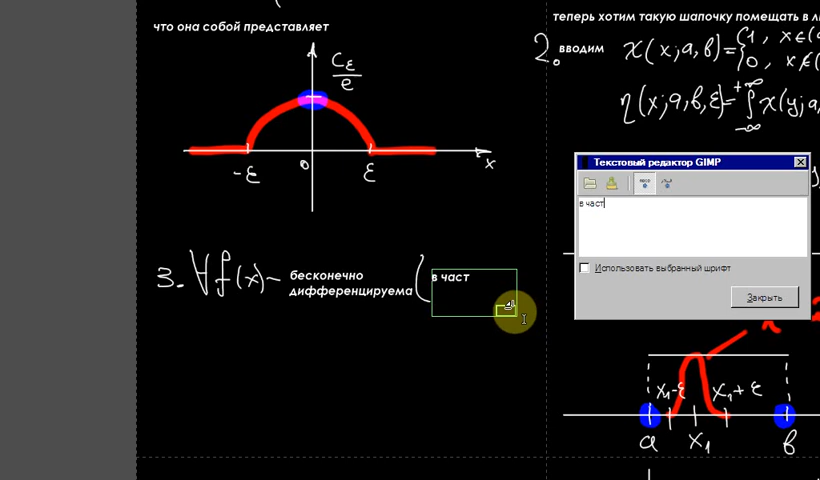 что она собой представляет
Cε/e
-ε 0 ε x
3. ∀f(x) – бесконечно
дифференцируема
( в част
теперь хотим такую шапочку помещать в л
2. вводим χ(x;a,b)={1, x∈(a
0, x∉(a
η(x;a,b,ε)=+∞∫-∞ χ(y;a,
Текстовый редактор GIMP
в част
Использовать выбранный шрифт
Закрыть
x₁-ε x₁+ε
a x₁ b